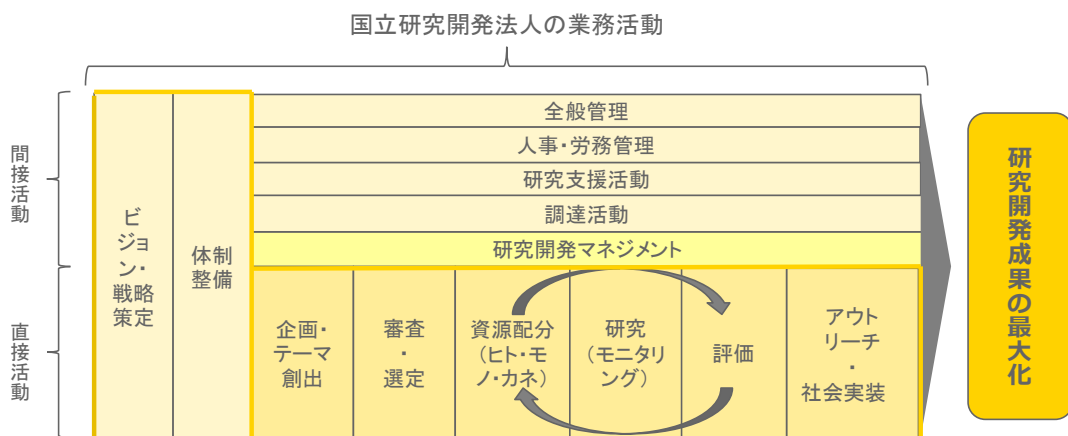 国立研究開発法人の業務活動
間接活動
直接活動
ビ
ジョ
ン・
戦略
策定
体制
整備
全般管理
人事・労務管理
研究支援活動
調達活動
研究開発マネジメント
企画・
テーマ
創出
審査
・
選定
資源配分
(ヒト・モ
ノ・カネ)
研究
(モニタリ
ング)
評価
アウト
リーチ
・
社会実装
研究開発成果の最大化